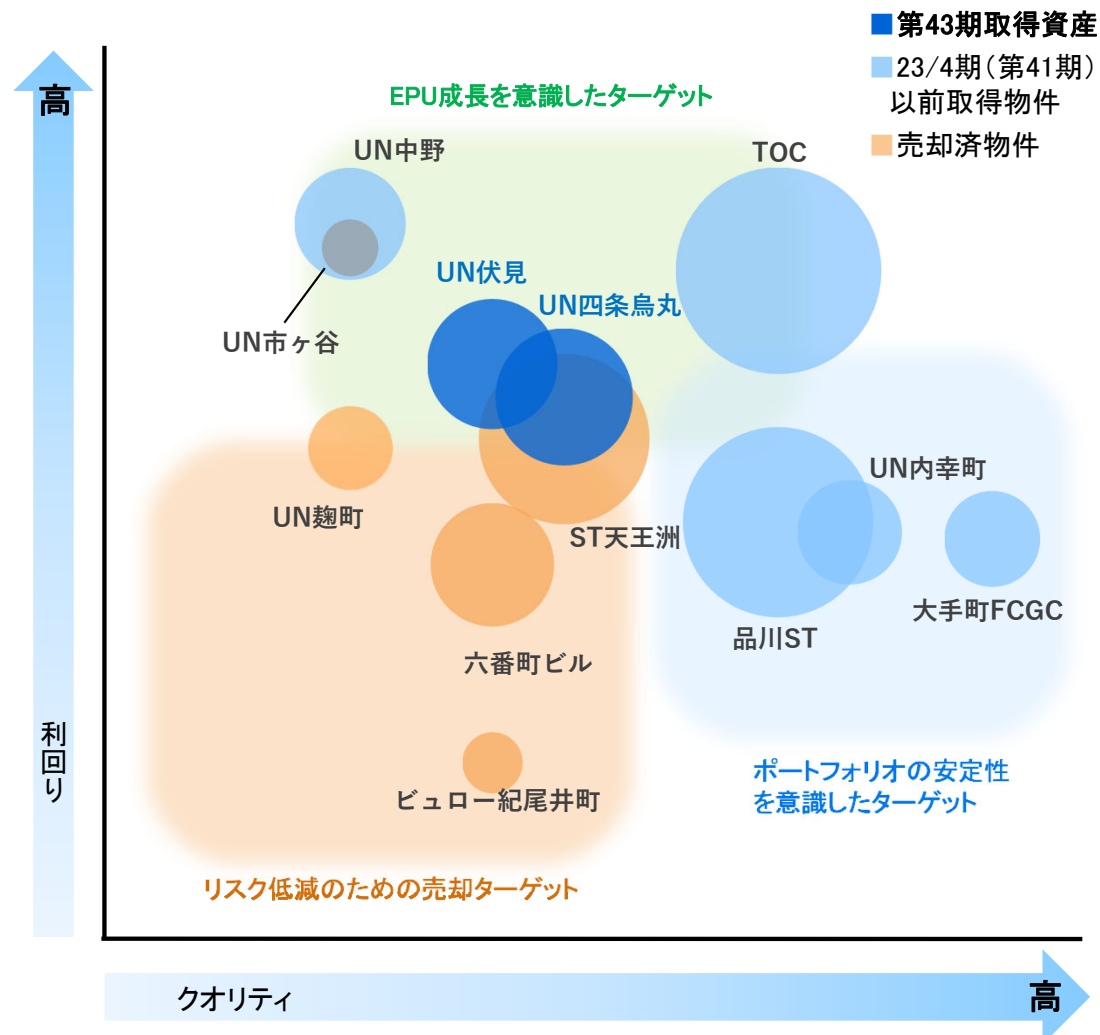 ■第43期取得資産
■23/4期（第41期）
以前取得物件
■売却済物件
高
EPU成長を意識したターゲット
UN中野
TOC
UN伏見
UN四条烏丸
UN市ヶ谷
UN内幸町
UN麹町
ST天王洲
大手町FCGC
品川ST
六番町ビル
利回り
ポートフォリオの安定性
を意識したターゲット
ビュロー紀尾井町
リスク低減のための売却ターゲット
クオリティ
高